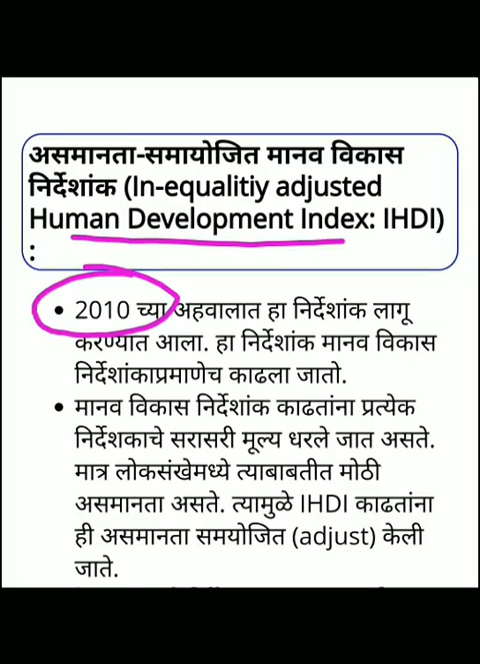 असमानता-समायोजित मानव विकास
निर्देशांक (In-equalitiy adjusted
Human Development Index: IHDI)
:
• 2010 च्या अहवालात हा निर्देशांक लागू
करण्यात आला. हा निर्देशांक मानव विकास
निर्देशांकाप्रमाणेच काढला जातो.
• मानव विकास निर्देशांक काढतांना प्रत्येक
निर्देशकाचे सरासरी मूल्य धरले जात असते.
मात्र लोकसंखेमध्ये त्याबाबतीत मोठी
असमानता असते. त्यामुळे IHDI काढतांना
ही असमानता समयोजित (adjust) केली
जाते.